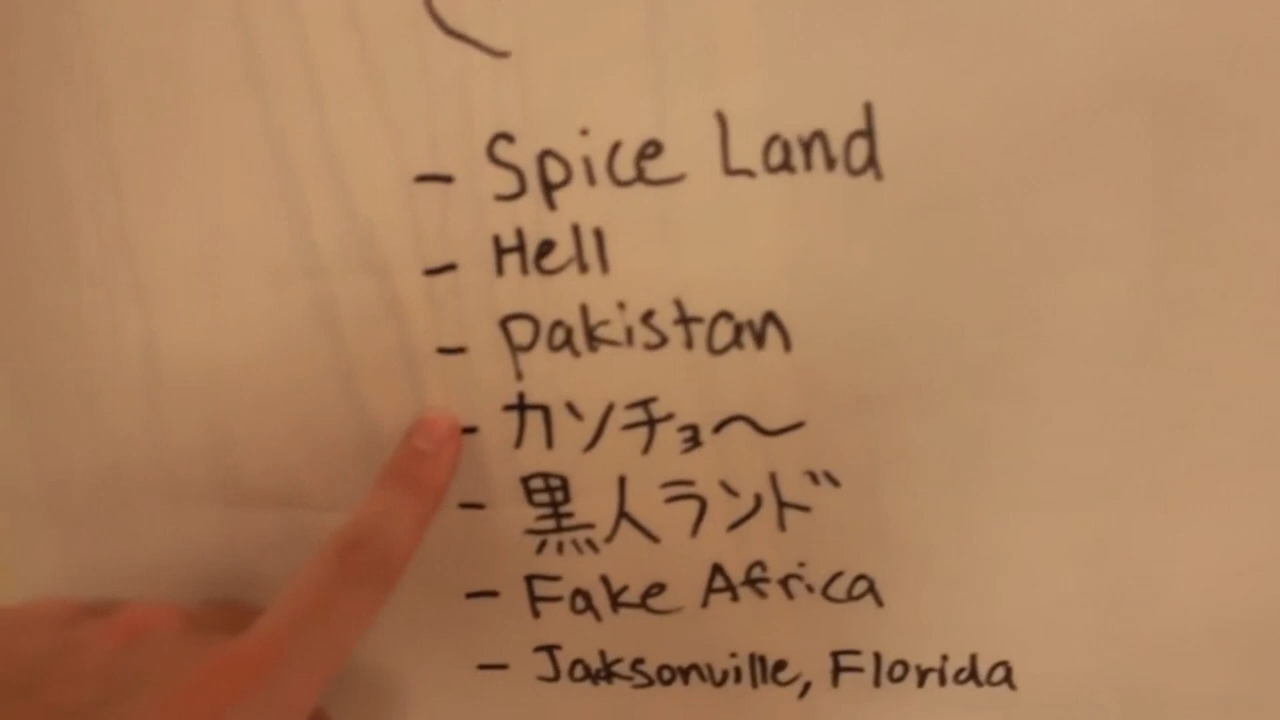 - Spice Land
- Hell
- pakistan
- カンチョ〜
- 黒人ランド
- Fake Africa
- Jacksonville, Florida